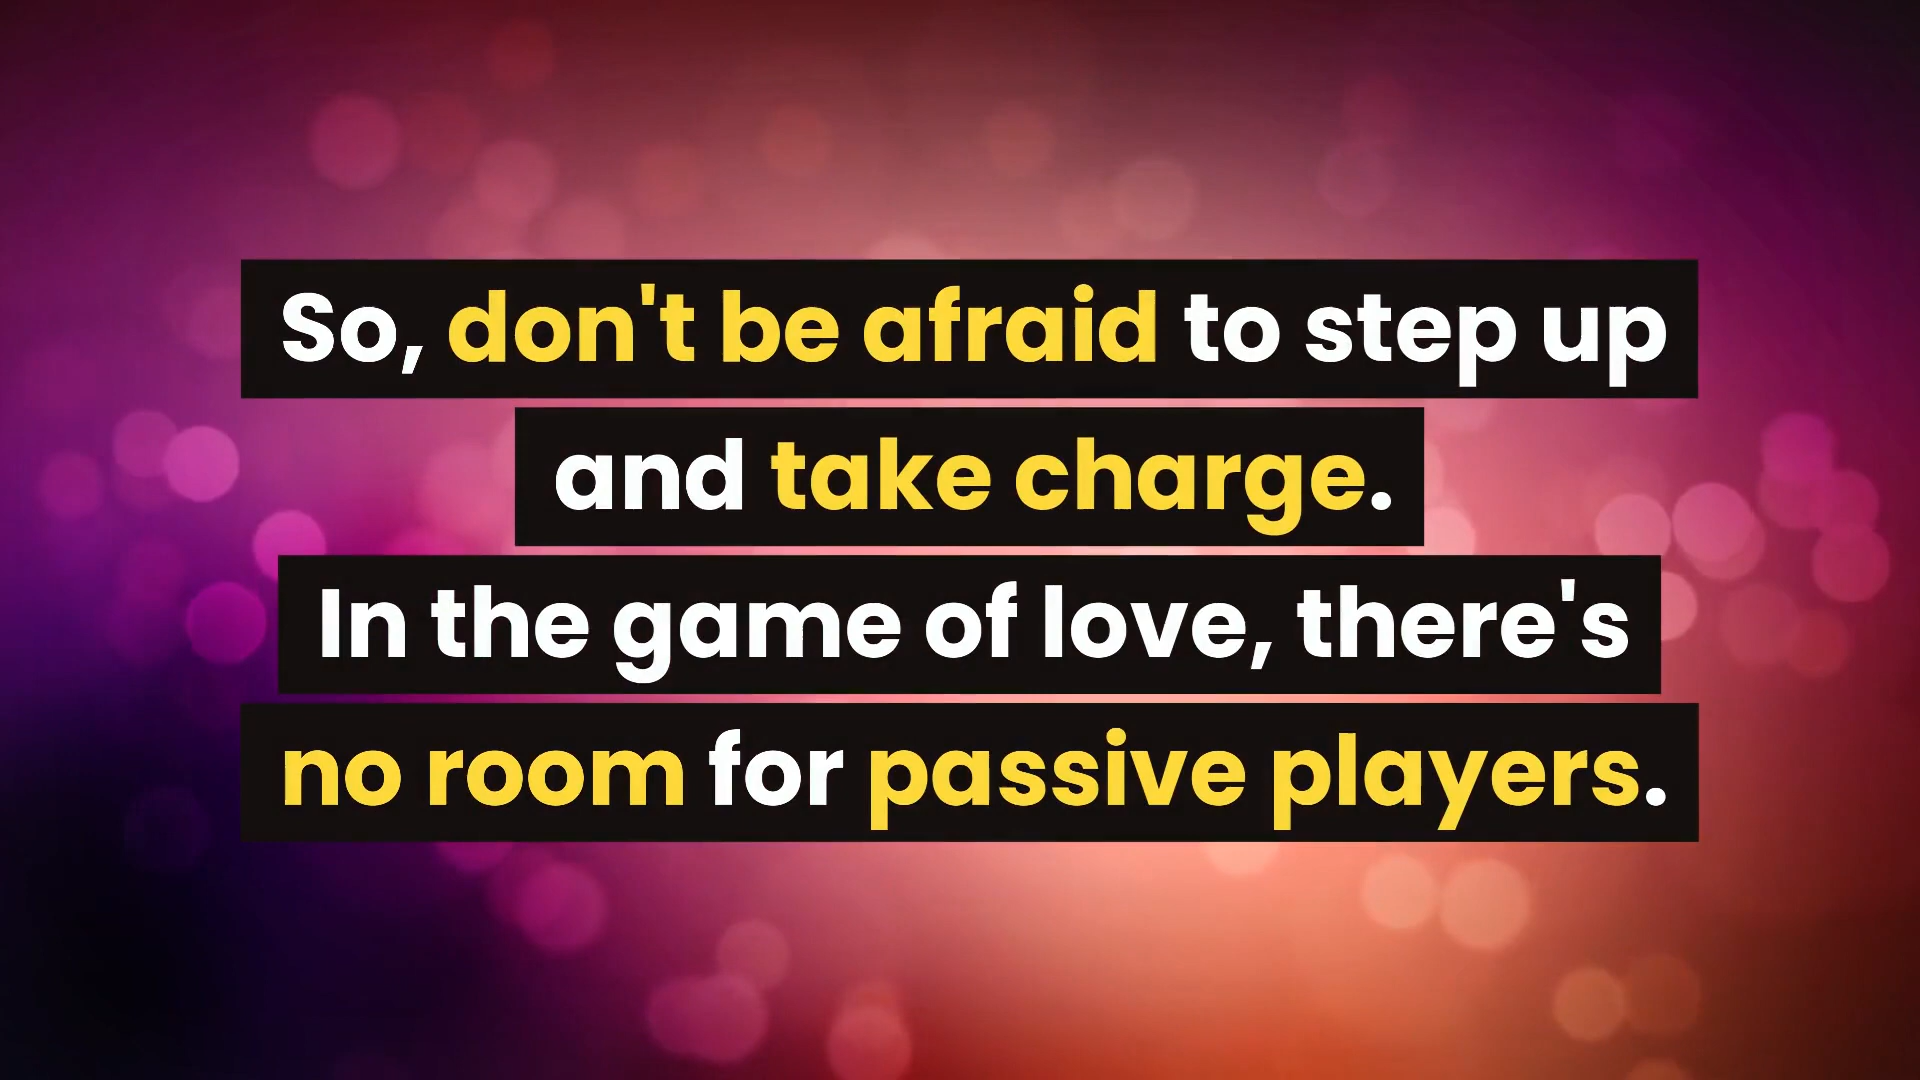 So, don't be afraid to step up
and take charge.
In the game of love, there's
no room for passive players.